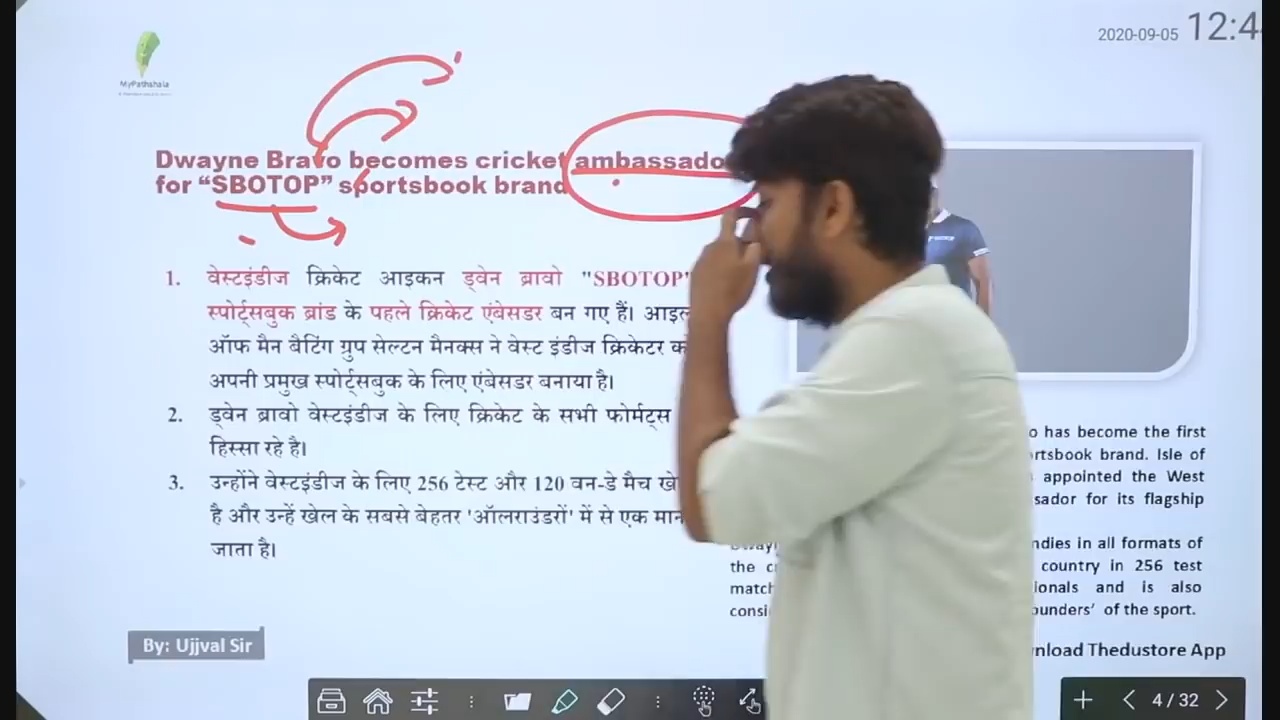 MyPathshala
2020-09-05 12:4
Dwayne Bravo becomes cricket ambassado
for “SBOTOP” sportsbook brand
1. वेस्टइंडीज क्रिकेट आइकन ड्वेन ब्रावो "SBOTOP"
स्पोर्ट्सबुक ब्रांड के पहले क्रिकेट एंबेसडर बन गए हैं। आइल
ऑफ मैन बैटिंग ग्रुप सेल्टन मैनक्स ने वेस्ट इंडीज क्रिकेटर क
अपनी प्रमुख स्पोर्ट्सबुक के लिए एंबेसडर बनाया है।
2. ड्वेन ब्रावो वेस्टइंडीज के लिए क्रिकेट के सभी फोर्मट्स
हिस्सा रहे है।
3. उन्होंने वेस्टइंडीज के लिए 256 टेस्ट और 120 वन-डे मैच खे
है और उन्हें खेल के सबसे बेहतर 'ऑलराउंडरों' में से एक मान
जाता है।
o has become the first
rtsbook brand. Isle of
appointed the West
sador for its flagship
Dwayn ndies in all formats of
the c country in 256 test
match ionals and is also
consi ounders’ of the sport.
By: Ujjval Sir
nload Thedustore App
4 / 32